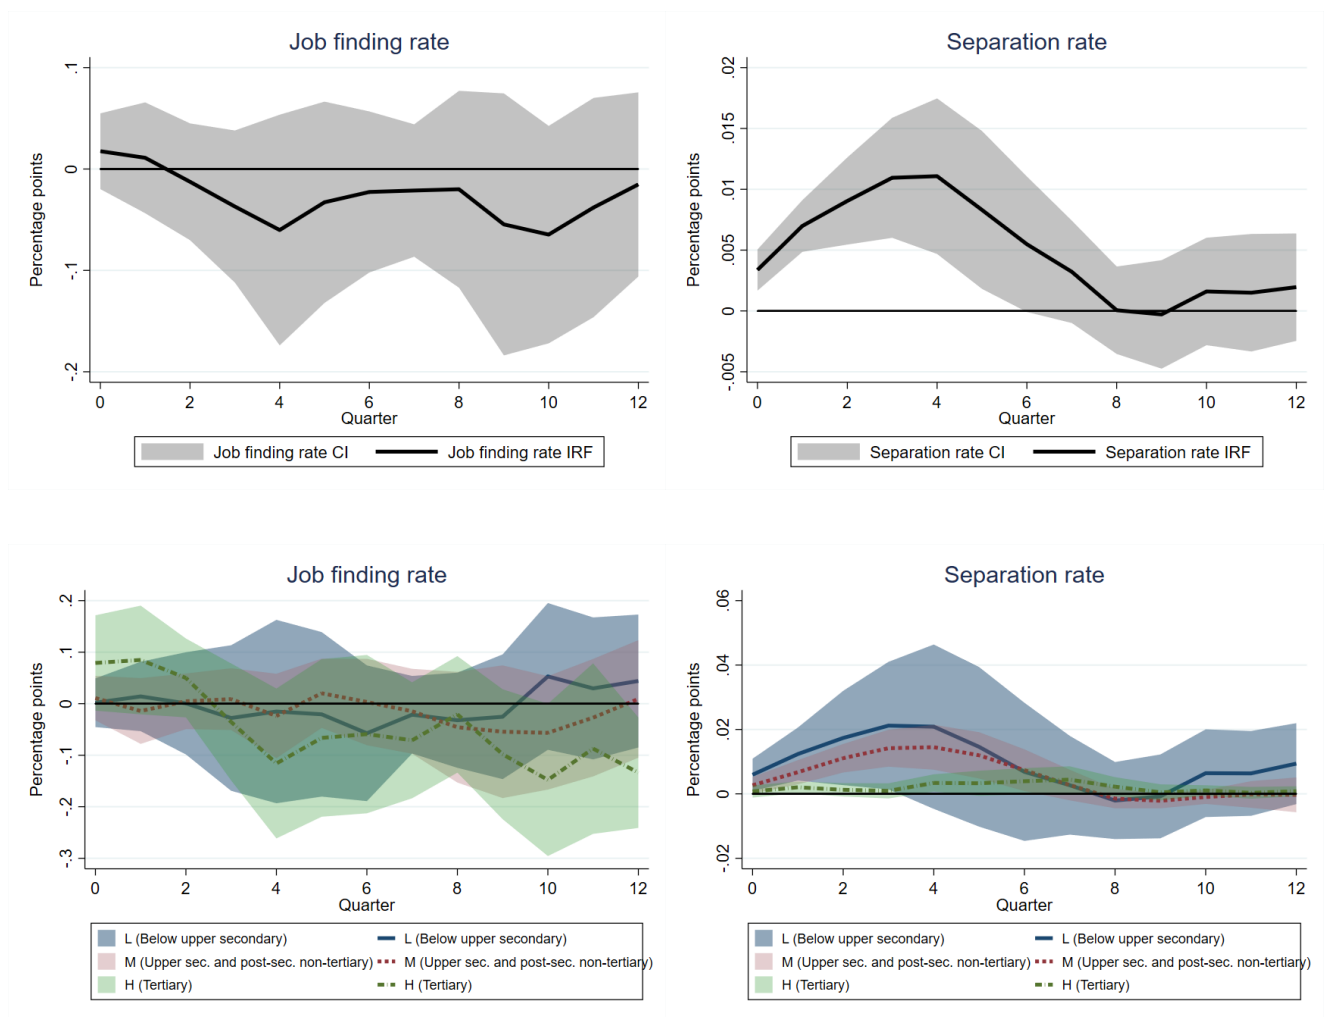 Job finding rate
Percentage points
.1
0
-.1
-.2
0 2 4 6 8 10 12
Quarter
Job finding rate CI Job finding rate IRF
Separation rate
Percentage points
.02
.015
.01
.005
0
-.005
0 2 4 6 8 10 12
Quarter
Separation rate CI Separation rate IRF
Job finding rate
Percentage points
.2
.1
0
-.1
-.2
-.3
0 2 4 6 8 10 12
Quarter
L (Below upper secondary) L (Below upper secondary)
M (Upper sec. and post-sec. non-tertiary) M (Upper sec. and post-sec. non-tertiary)
H (Tertiary) H (Tertiary)
Separation rate
Percentage points
.06
.04
.02
0
-.02
0 2 4 6 8 10 12
Quarter
L (Below upper secondary) L (Below upper secondary)
M (Upper sec. and post-sec. non-tertiary) M (Upper sec. and post-sec. non-tertiary)
H (Tertiary) H (Tertiary)